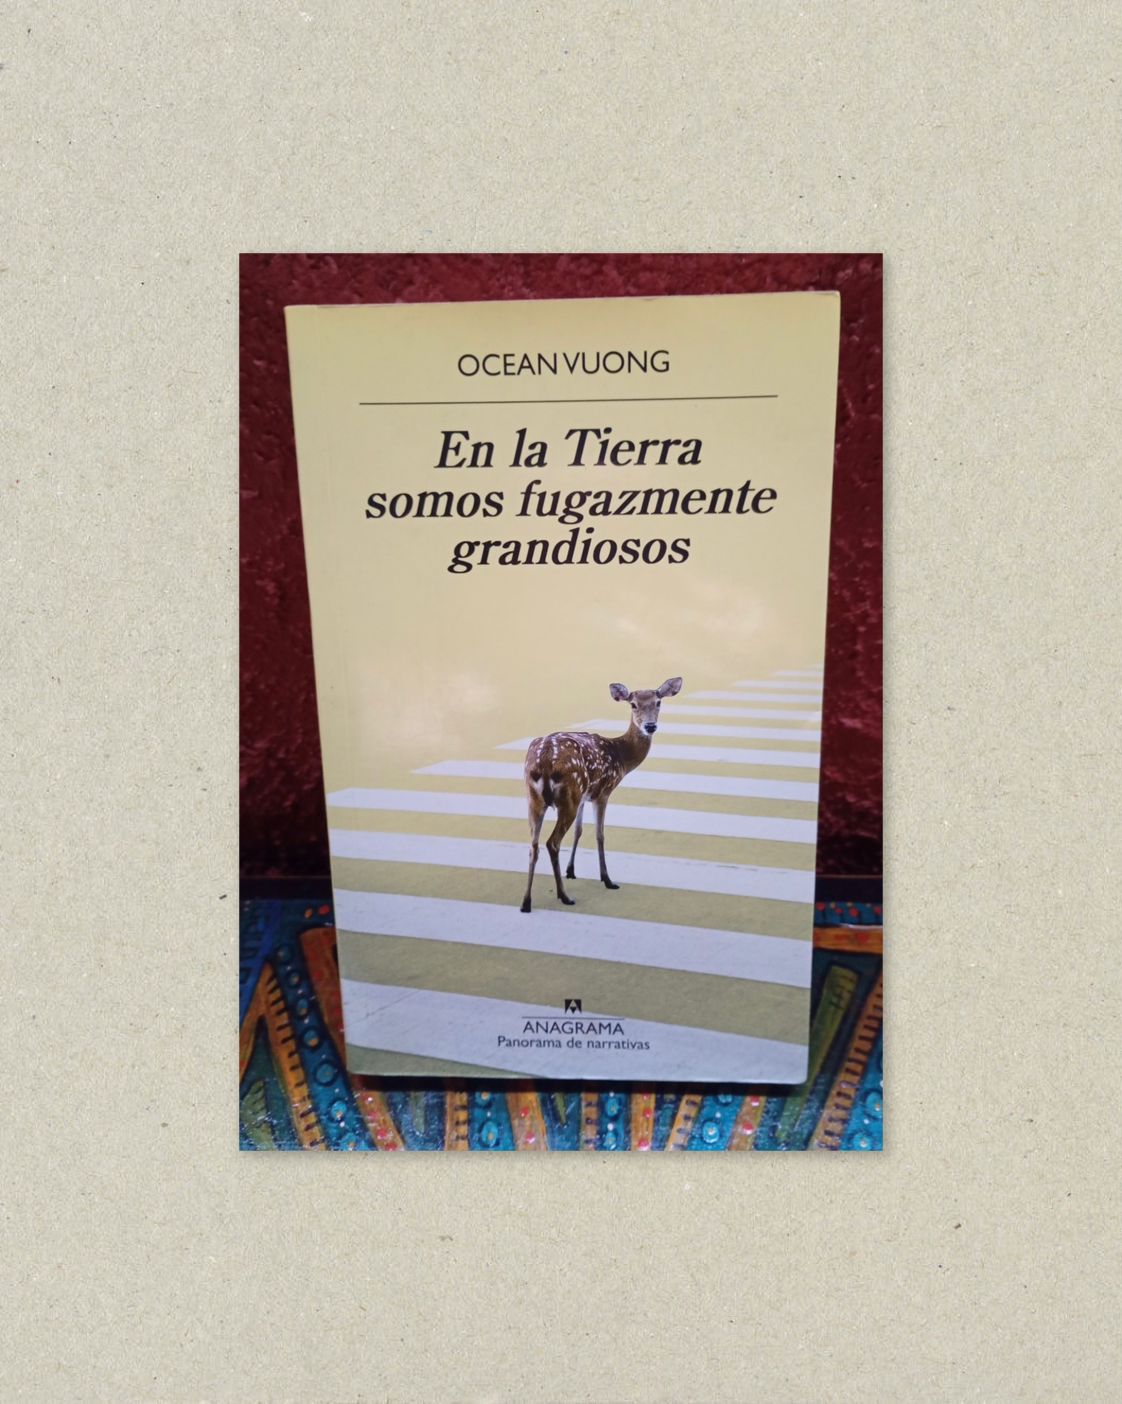 OCEAN VUONG
En la Tierra
somos fugazmente
grandiosos
ANAGRAMA
Panorama de narrativas